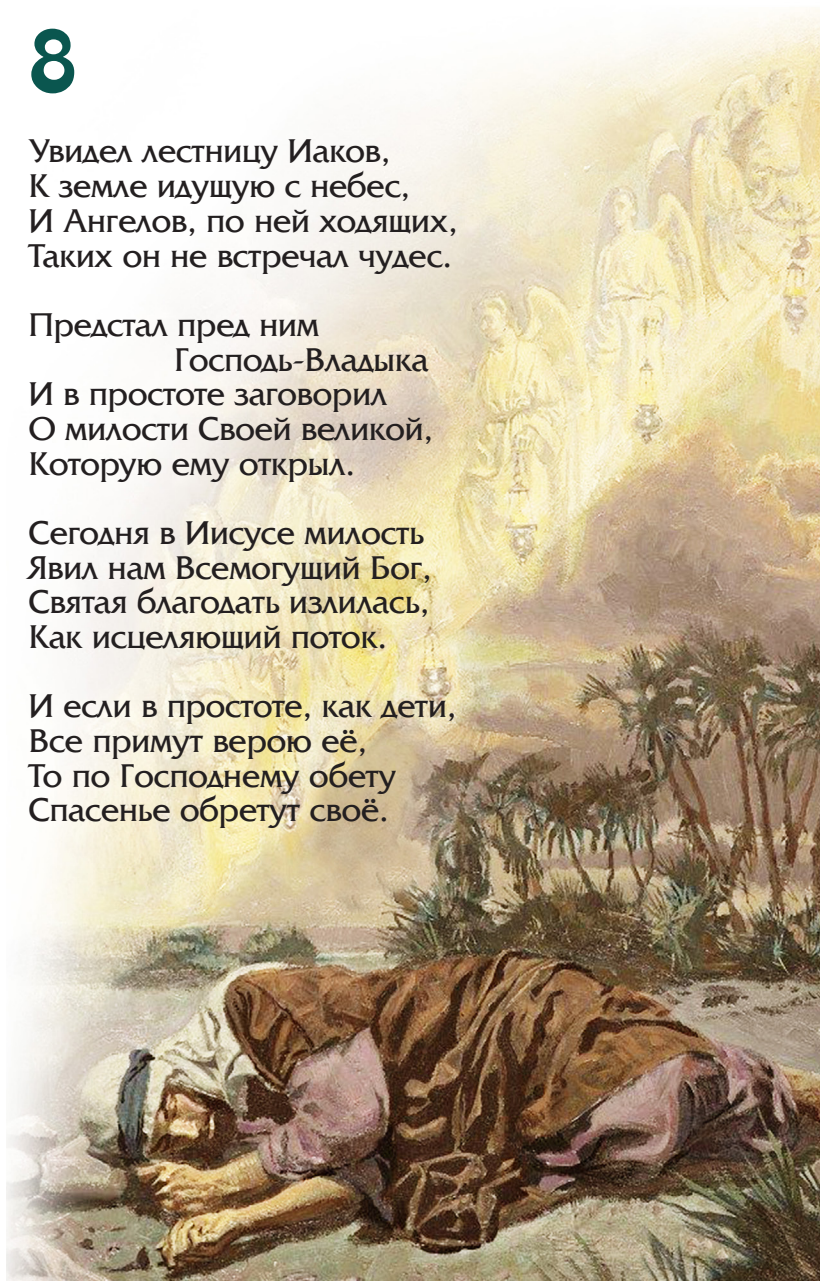 8
Увидел лестницу Иаков,
К земле идущую с небес,
И Ангелов, по ней ходящих,
Таких он не встречал чудес.
Предстал пред ним
Господь-Владыка
И в простоте заговорил
О милости Своей великой,
Которую ему открыл.
Сегодня в Иисусе милость
Явил нам Всемогущий Бог,
Святая благодать излилась,
Как исцеляющий поток.
И если в простоте, как дети,
Все примут верою её,
То по Господнему обету
Спасенье обретут своё.